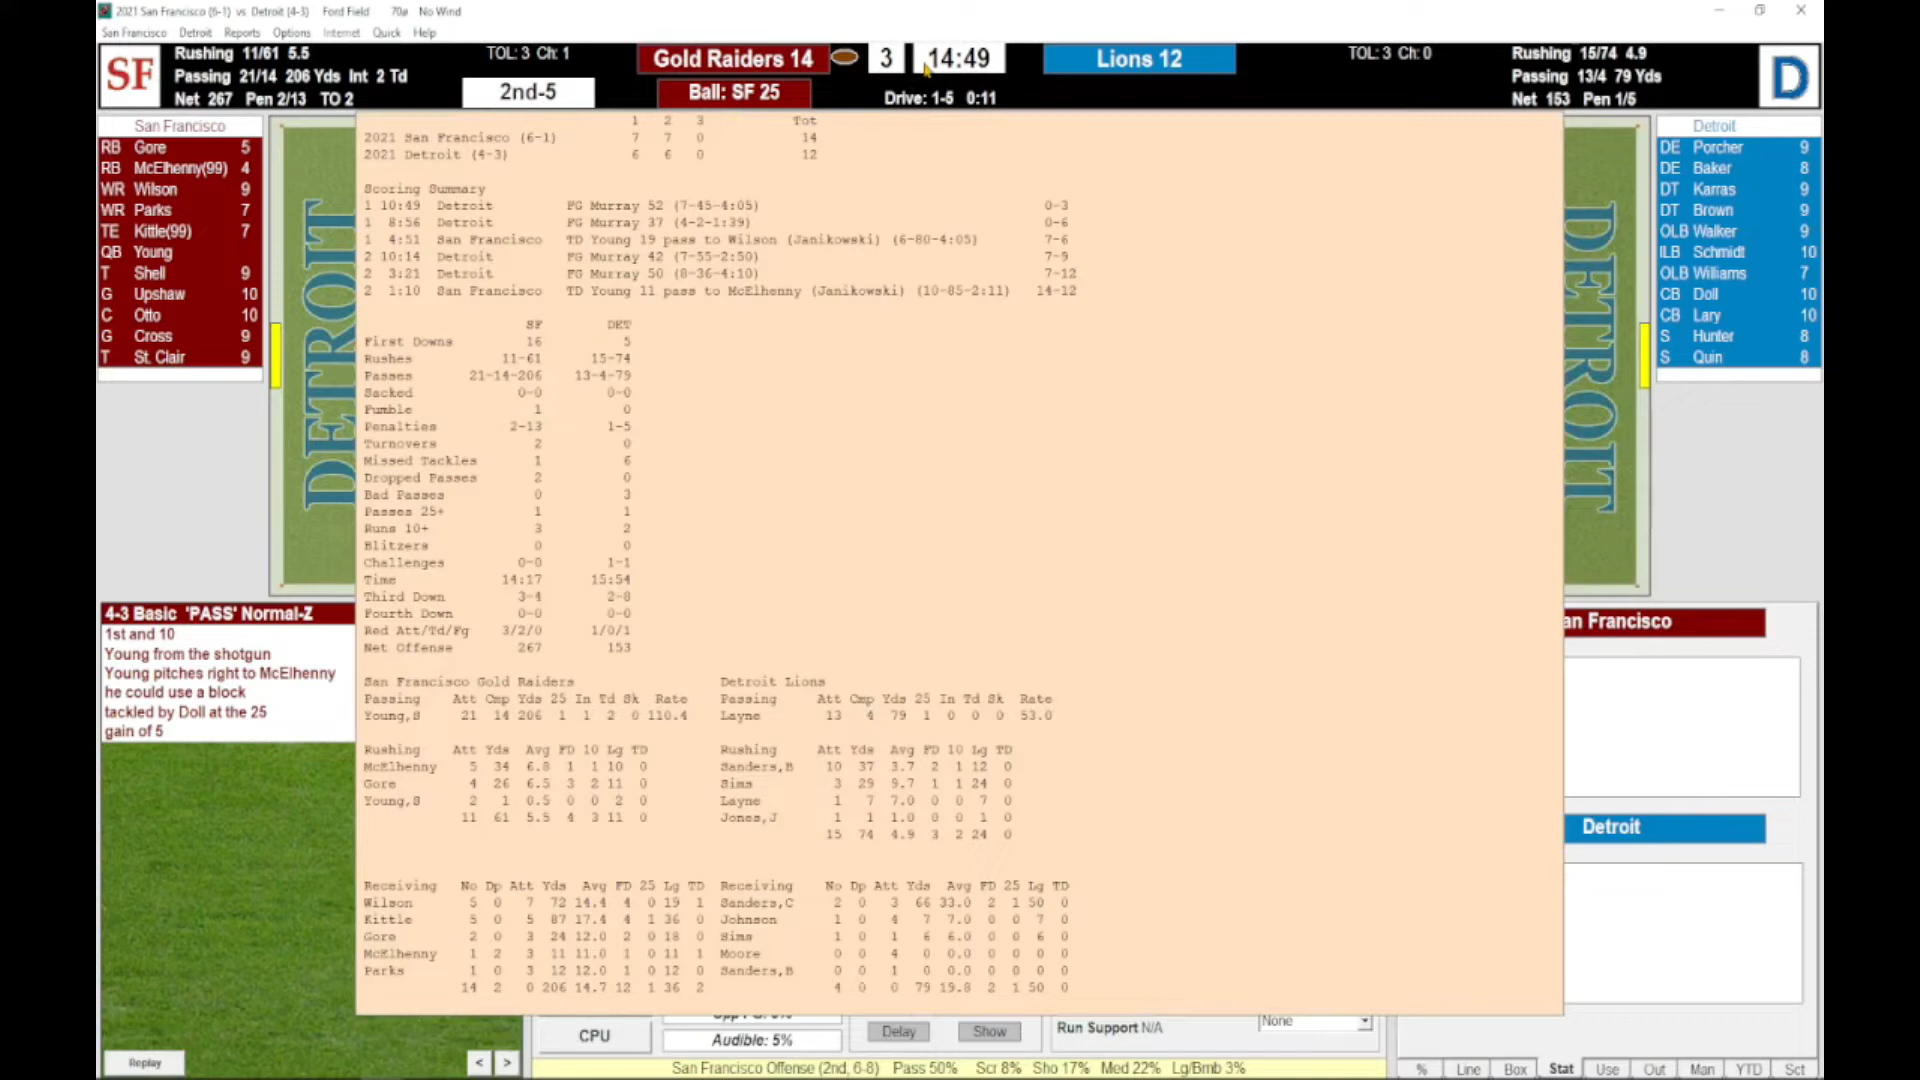 2021 San Francisco (6-1) vs Detroit (4-3) Ford Field 70ø No Wind
San Francisco Detroit Reports Options Internet Quick Help
SF
Rushing 11/61 5.5
Passing 21/14 206 Yds Int 2 Td
Net 267 Pen 2/13 TO 2
TOL: 3 Ch: 1
2nd-5
Gold Raiders 14
Ball: SF 25
3 14:49
Drive: 1-5 0:11
Lions 12
TOL: 3 Ch: 0
Rushing 15/74 4.9
Passing 13/4 79 Yds
Net 153 Pen 1/5
D
San Francisco
RB Gore 5
RB McElhenny(99) 4
WR Wilson 9
WR Parks 7
TE Kittle(99) 7
QB Young
T Shell 9
G Upshaw 10
C Otto 10
G Cross 9
T St. Clair 9
DETROIT
1 2 3 Tot
2021 San Francisco (6-1) 7 7 0 14
2021 Detroit (4-3) 6 6 0 12
Scoring Summary
1 10:49 Detroit FG Murray 52 (7-45-4:05) 0-3
1 8:56 Detroit FG Murray 37 (4-2-1:39) 0-6
1 4:51 San Francisco TD Young 19 pass to Wilson (Janikowski) (6-80-4:05) 7-6
2 10:14 Detroit FG Murray 42 (7-55-2:50) 7-9
2 3:21 Detroit FG Murray 50 (8-36-4:10) 7-12
2 1:10 San Francisco TD Young 11 pass to McElhenny (Janikowski) (10-85-2:11) 14-12
SF DET
First Downs 16 5
Rushes 11-61 15-74
Passes 21-14-206 13-4-79
Sacked 0-0 0-0
Fumble 1 0
Penalties 2-13 1-5
Turnovers 2 0
Missed Tackles 1 6
Dropped Passes 2 0
Bad Passes 0 3
Passes 25+ 1 1
Runs 10+ 3 2
Blitzers 0 0
Challenges 0-0 1-1
Time 14:17 15:54
Third Down 3-4 2-8
Fourth Down 0-0 0-0
Red Att/Td/Fg 3/2/0 1/0/1
Net Offense 267 153
San Francisco Gold Raiders Detroit Lions
Passing Att Cmp Yds 25 In Td Sk Rate Passing Att Cmp Yds 25 In Td Sk Rate
Young,S 21 14 206 1 1 2 0 110.4 Layne 13 4 79 1 0 0 0 53.0
Rushing Att Yds Avg FD 10 Lg TD Rushing Att Yds Avg FD 10 Lg TD
McElhenny 5 34 6.8 1 1 10 0 Sanders,B 10 37 3.7 2 1 12 0
Gore 4 26 6.5 3 2 11 0 Sims 3 29 9.7 1 1 24 0
Young,S 2 1 0.5 0 0 2 0 Layne 1 7 7.0 0 0 7 0
11 61 5.5 4 3 11 0 Jones,J 1 1 1.0 0 0 1 0
15 74 4.9 3 2 24 0
Receiving No Dp Att Yds Avg FD 25 Lg TD Receiving No Dp Att Yds Avg FD 25 Lg TD
Wilson 5 0 7 72 14.4 4 0 19 1 Sanders,C 2 0 3 66 33.0 2 1 50 0
Kittle 5 0 5 87 17.4 4 1 36 0 Johnson 1 0 4 7 7.0 0 0 7 0
Gore 2 0 3 24 12.0 2 0 18 0 Sims 1 0 1 6 6.0 0 0 6 0
McElhenny 1 2 3 11 11.0 1 0 11 1 Moore 0 0 4 0 0.0 0 0 0 0
Parks 1 0 3 12 12.0 1 0 12 0 Sanders,B 0 0 1 0 0.0 0 0 0 0
14 2 0 206 14.7 12 1 36 2 4 0 0 79 19.8 2 1 50 0
DETROIT
Detroit
DE Porcher 9
DE Baker 8
DT Karras 9
DT Brown 9
OLB Walker 9
ILB Schmidt 10
OLB Williams 7
CB Doll 10
CB Lary 10
S Hunter 8
S Quin 8
4-3 Basic 'PASS' Normal-Z
1st and 10
Young from the shotgun
Young pitches right to McElhenny
he could use a block
tackled by Doll at the 25
gain of 5
an Francisco
Detroit
Replay < >
CPU
Audible: 5%
Delay Show
Run Support N/A
None
San Francisco Offense (2nd, 6-8) Pass 50% Scr 8% Sho 17% Med 22% Lg/Bmb 3%
% Line Box Stat Use Out Man YTD Sct